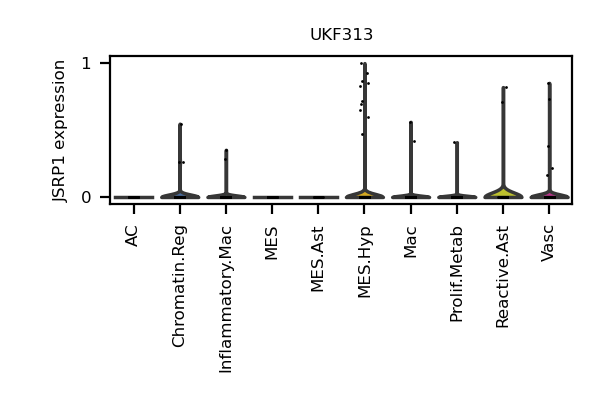 UKF313
JSRP1 expression
1
0
AC
Chromatin.Reg
Inflammatory.Mac
MES
MES.Ast
MES.Hyp
Mac
Prolif.Metab
Reactive.Ast
Vasc